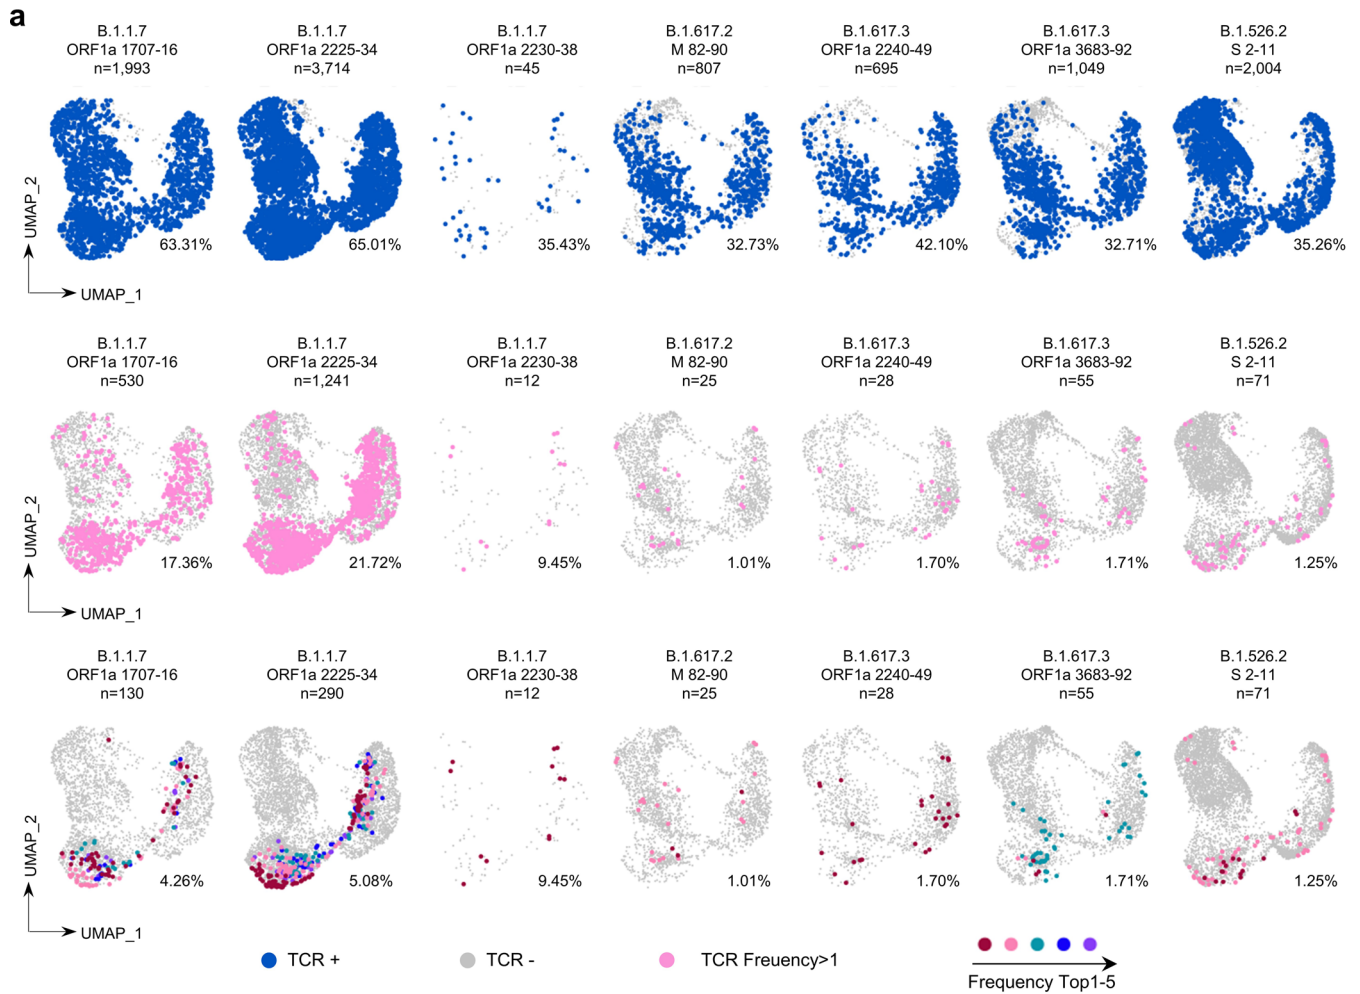 a
B.1.1.7
ORF1a 1707-16
n=1,993
B.1.1.7
ORF1a 2225-34
n=3,714
B.1.1.7
ORF1a 2230-38
n=45
B.1.617.2
M 82-90
n=807
B.1.617.3
ORF1a 2240-49
n=695
B.1.617.3
ORF1a 3683-92
n=1,049
B.1.526.2
S 2-11
n=2,004
63.31%
65.01%
35.43%
32.73%
42.10%
32.71%
35.26%
UMAP_2
UMAP_1
B.1.1.7
ORF1a 1707-16
n=530
B.1.1.7
ORF1a 2225-34
n=1,241
B.1.1.7
ORF1a 2230-38
n=12
B.1.617.2
M 82-90
n=25
B.1.617.3
ORF1a 2240-49
n=28
B.1.617.3
ORF1a 3683-92
n=55
B.1.526.2
S 2-11
n=71
17.36%
21.72%
9.45%
1.01%
1.70%
1.71%
1.25%
UMAP_2
UMAP_1
B.1.1.7
ORF1a 1707-16
n=130
B.1.1.7
ORF1a 2225-34
n=290
B.1.1.7
ORF1a 2230-38
n=12
B.1.617.2
M 82-90
n=25
B.1.617.3
ORF1a 2240-49
n=28
B.1.617.3
ORF1a 3683-92
n=55
B.1.526.2
S 2-11
n=71
4.26%
5.08%
9.45%
1.01%
1.70%
1.71%
1.25%
UMAP_2
UMAP_1
TCR +
TCR -
TCR Freuency>1
Frequency Top1-5